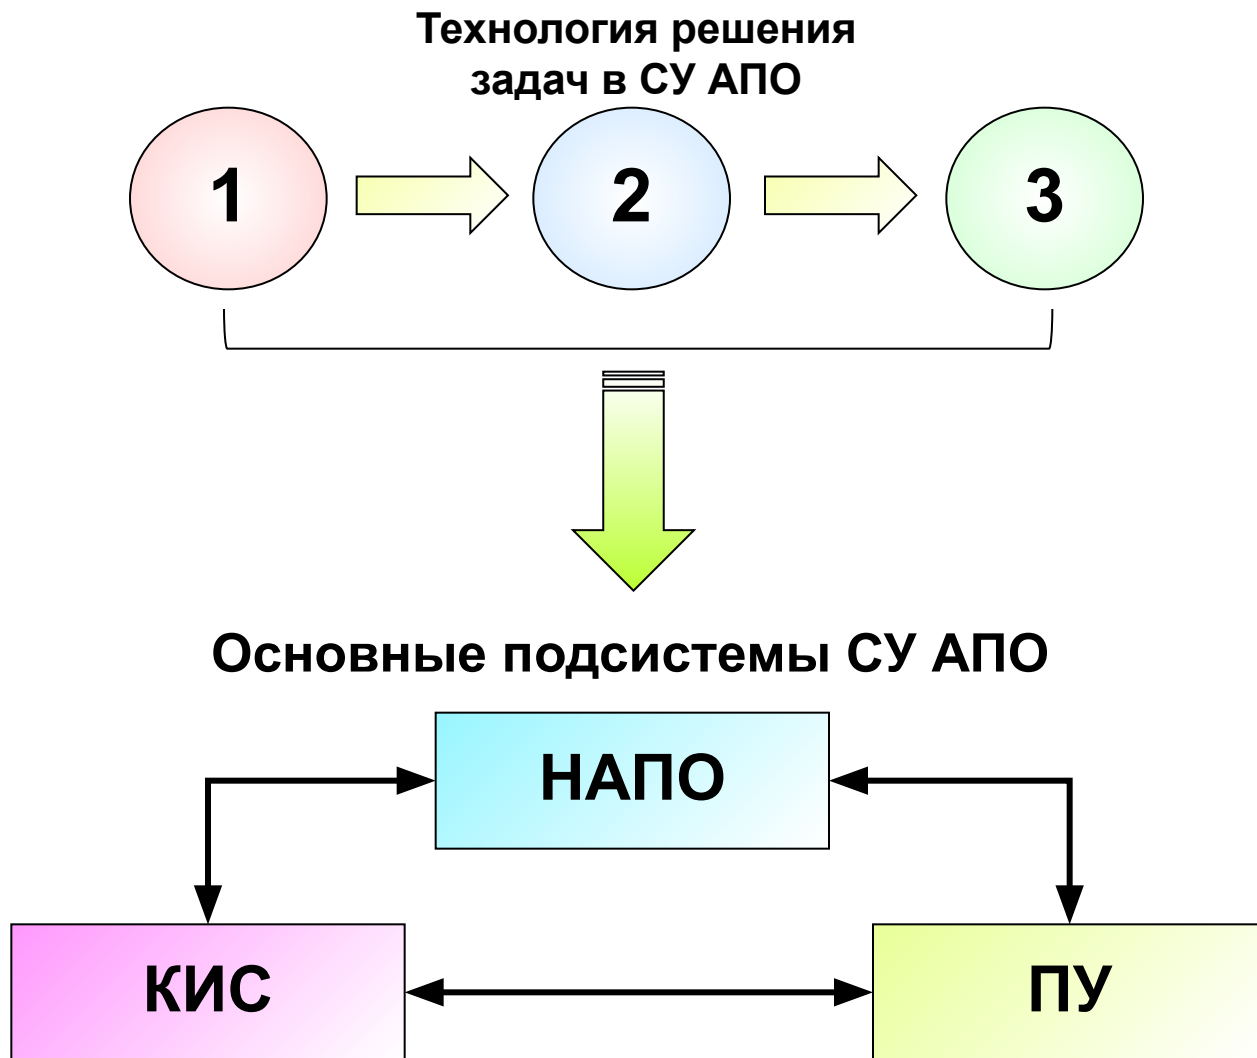 Технология решения
задач в СУ АПО
1
2
3
Основные подсистемы СУ АПО
НАПО
КИС
ПУ